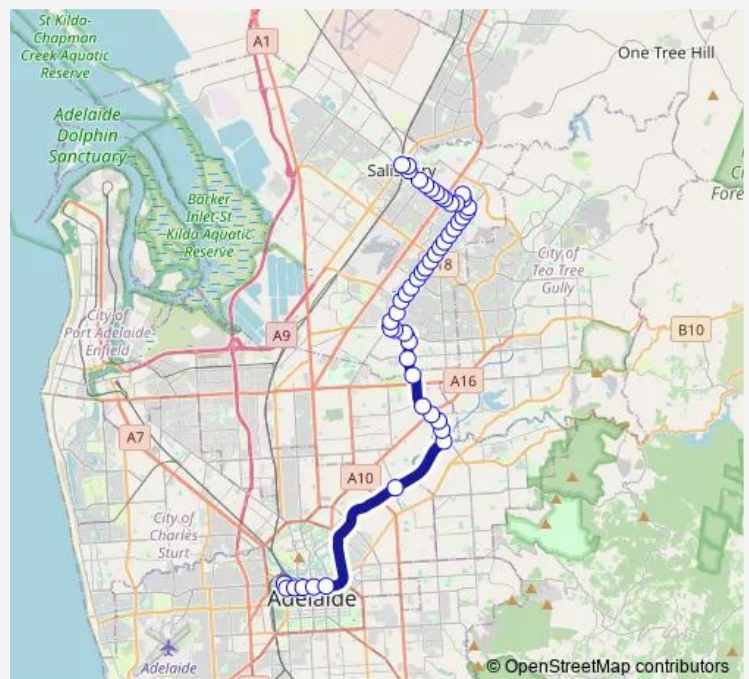 St Kilda-
Chapman
Creek Aquatic
Reserve
A1
One Tree Hill
Adelaide
Dolphin
Sanctuary
Salisbury
Barker
Inlet-St
Kilda Aquatic
Reserve
City of
Tea Tree
Gully
18
City of
Port Adelaide-
Enfield
A9
B10
A16
A7
A10
City of
Charles
Sturt
Adelaide
Adelaide
© OpenStreetMap contributors